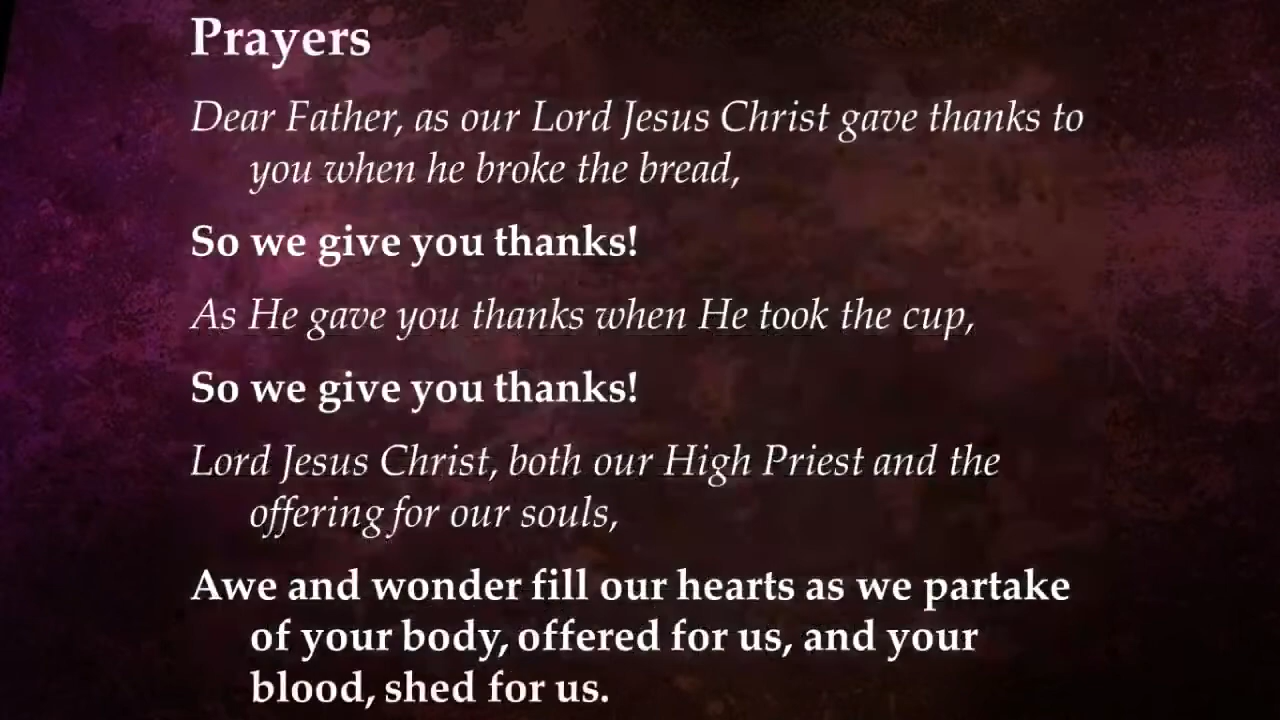 Prayers
Dear Father, as our Lord Jesus Christ gave thanks to
you when he broke the bread,
So we give you thanks!
As He gave you thanks when He took the cup,
So we give you thanks!
Lord Jesus Christ, both our High Priest and the
offering for our souls,
Awe and wonder fill our hearts as we partake
of your body, offered for us, and your
blood, shed for us.